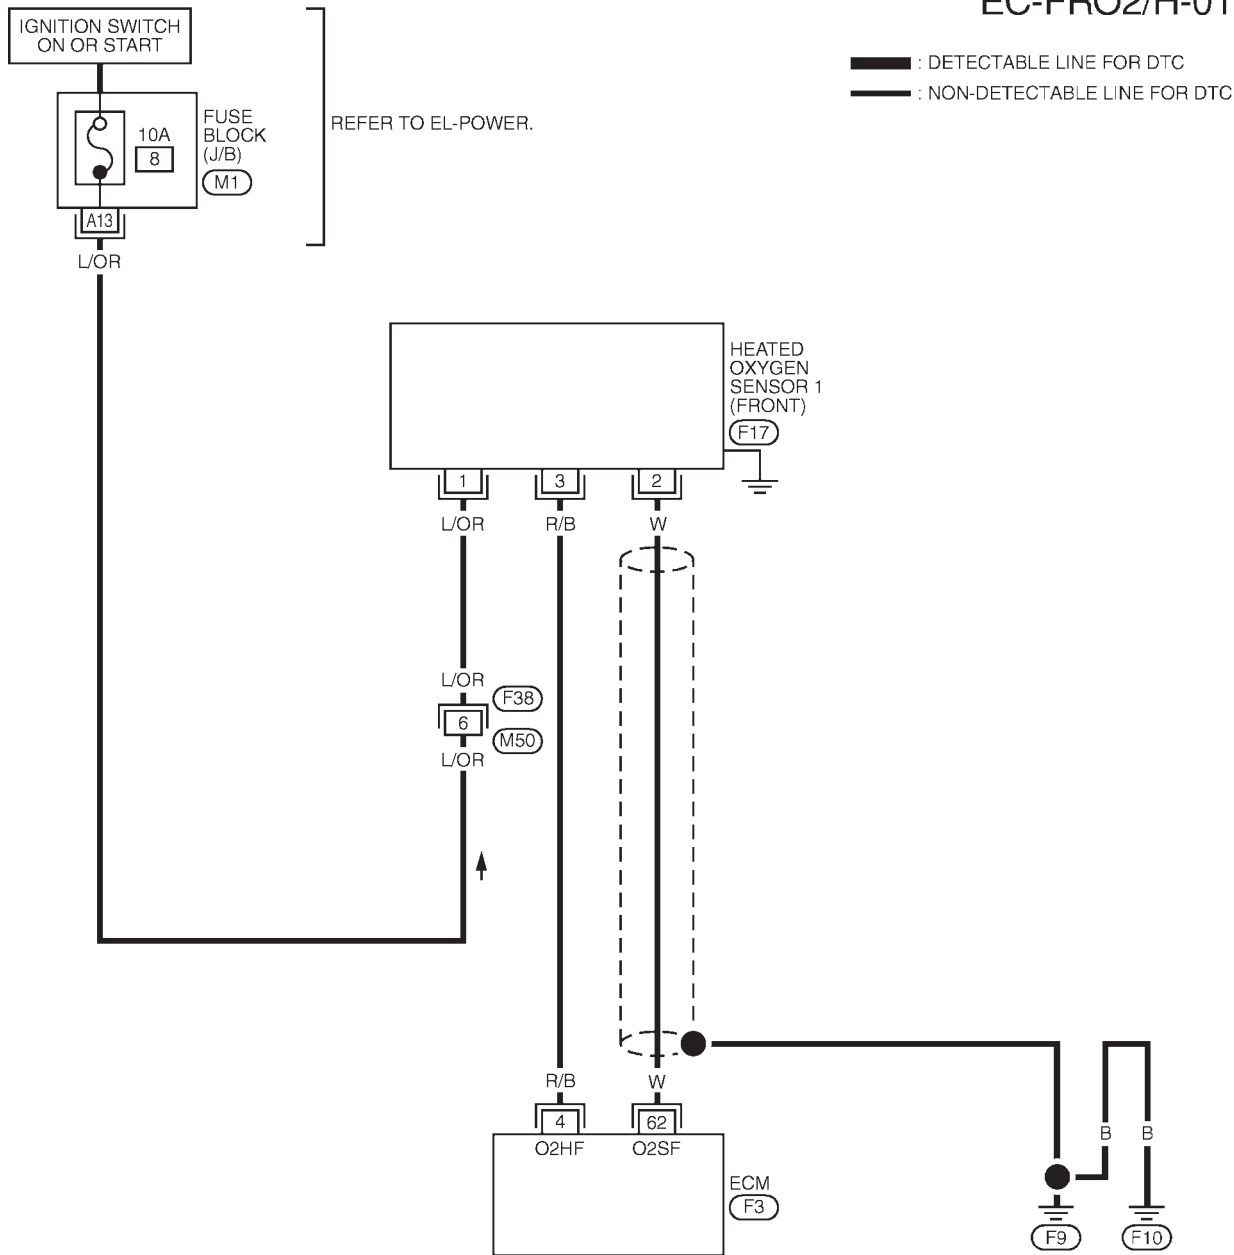 EC-FRO2/H-01
IGNITION SWITCH
ON OR START
: DETECTABLE LINE FOR DTC
: NON-DETECTABLE LINE FOR DTC
10A
8
FUSE
BLOCK
(J/B)
M1
REFER TO EL-POWER.
A13
L/OR
HEATED
OXYGEN
SENSOR 1
(FRONT)
F17
1 3 2
L/OR R/B W
L/OR
F38
6
M50
L/OR
R/B W
4 62
O2HF O2SF
ECM
F3
B B
F9 F10